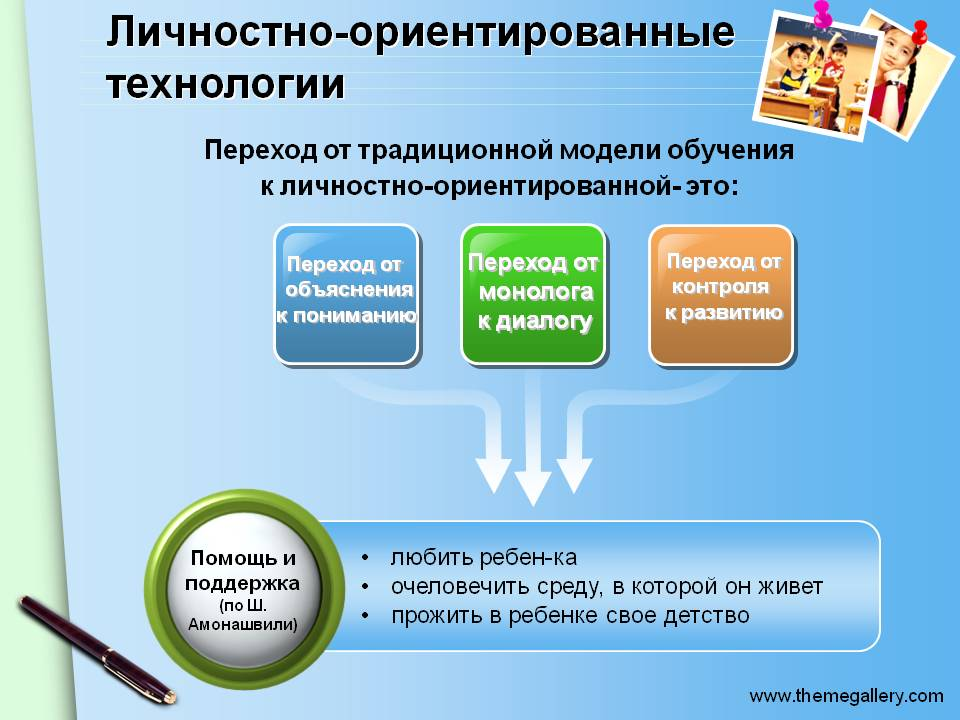 Личностно-ориентированные
технологии
Переход от традиционной модели обучения
к личностно-ориентированной- это:
Переход от
объяснения
к пониманию
Переход от
монолога
к диалогу
Переход от
контроля
к развитию
Помощь и
поддержка
(по Ш.
Амонашвили)
• любить ребен-ка
• очеловечить среду, в которой он живет
• прожить в ребенке свое детство
www.themegallery.com